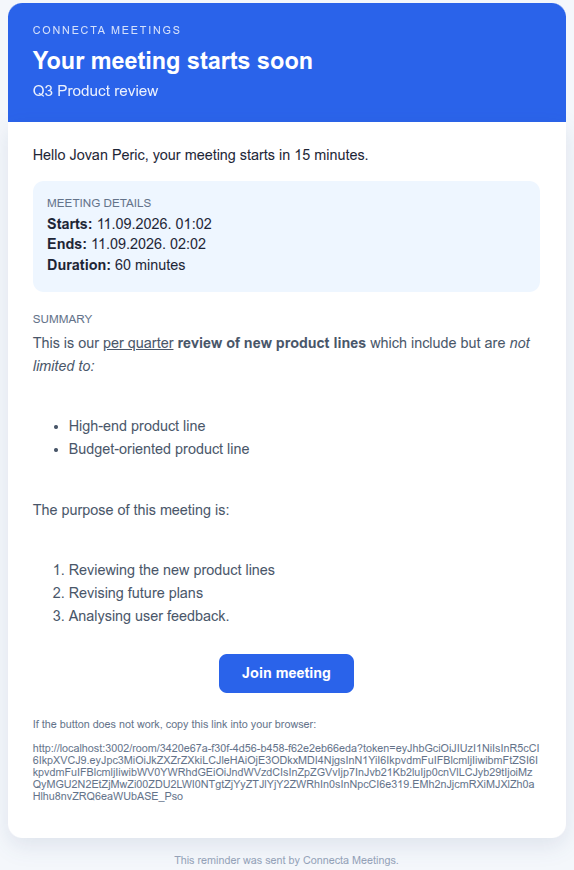 CONNECTA MEETINGS
Your meeting starts soon
Q3 Product review
Hello Jovan Peric, your meeting starts in 15 minutes.
MEETING DETAILS
Starts: 11.09.2026. 01:02
Ends: 11.09.2026. 02:02
Duration: 60 minutes
SUMMARY
This is our per quarter review of new product lines which include but are not
limited to:
• High-end product line
• Budget-oriented product line
The purpose of this meeting is:
1. Reviewing the new product lines
2. Revising future plans
3. Analysing user feedback.
Join meeting
If the button does not work, copy this link into your browser:
http://localhost:3002/room/3420e67a-f30f-4d56-b458-f62e2eb66eda?token=eyJhbGciOiJIUzI1NiIsInR5cCI
This reminder was sent by Connecta Meetings.